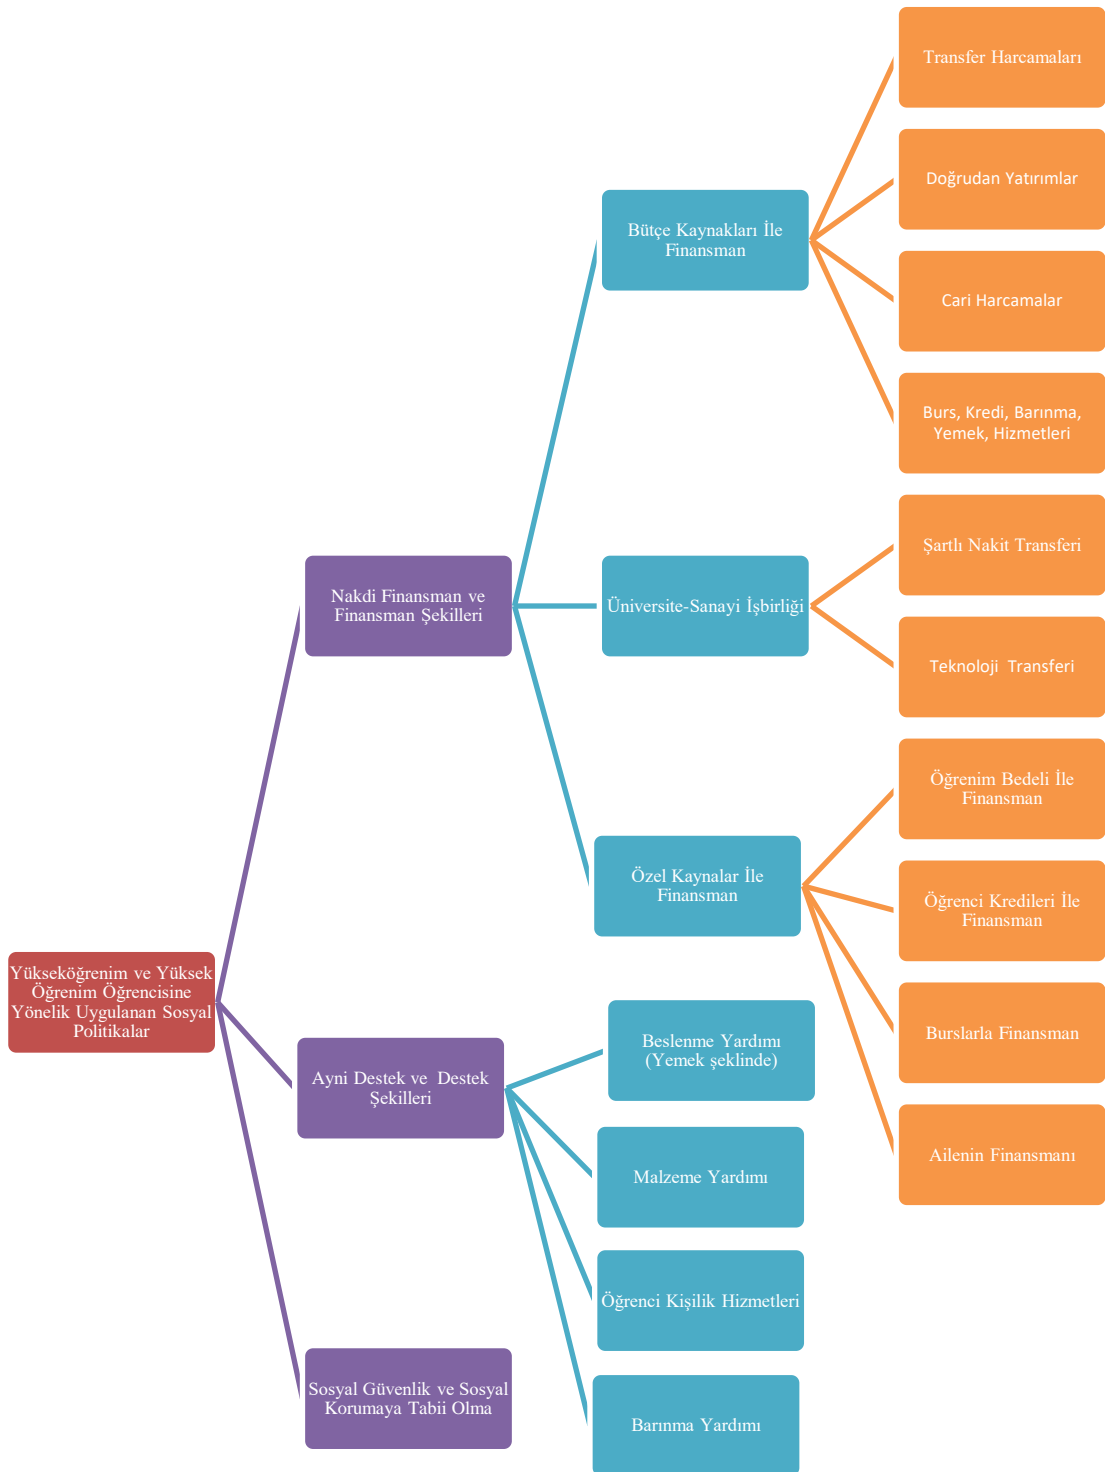 Transfer Harcamaları
Doğrudan Yatırımlar
Bütçe Kaynakları İle
Finansman
Cari Harcamalar
Burs, Kredi, Barınma,
Yemek, Hizmetleri
Şartlı Nakit Transferi
Nakdi Finansman ve
Finansman Şekilleri
Üniversite-Sanayi İşbirliği
Teknoloji  Transferi
Öğrenim Bedeli İle
Finansman
Özel Kaynalar İle
Finansman
Öğrenci Kredileri İle
Finansman
Yükseköğrenim ve Yüksek
Öğrenim Öğrencisine
Yönelik Uygulanan Sosyal
Politikalar
Burslarla Finansman
Beslenme Yardımı
(Yemek şeklinde)
Ayni Destek ve  Destek
Şekilleri
Ailenin Finansmanı
Malzeme Yardımı
Öğrenci Kişilik Hizmetleri
Sosyal Güvenlik ve Sosyal
Korumaya Tabii Olma
Barınma Yardımı